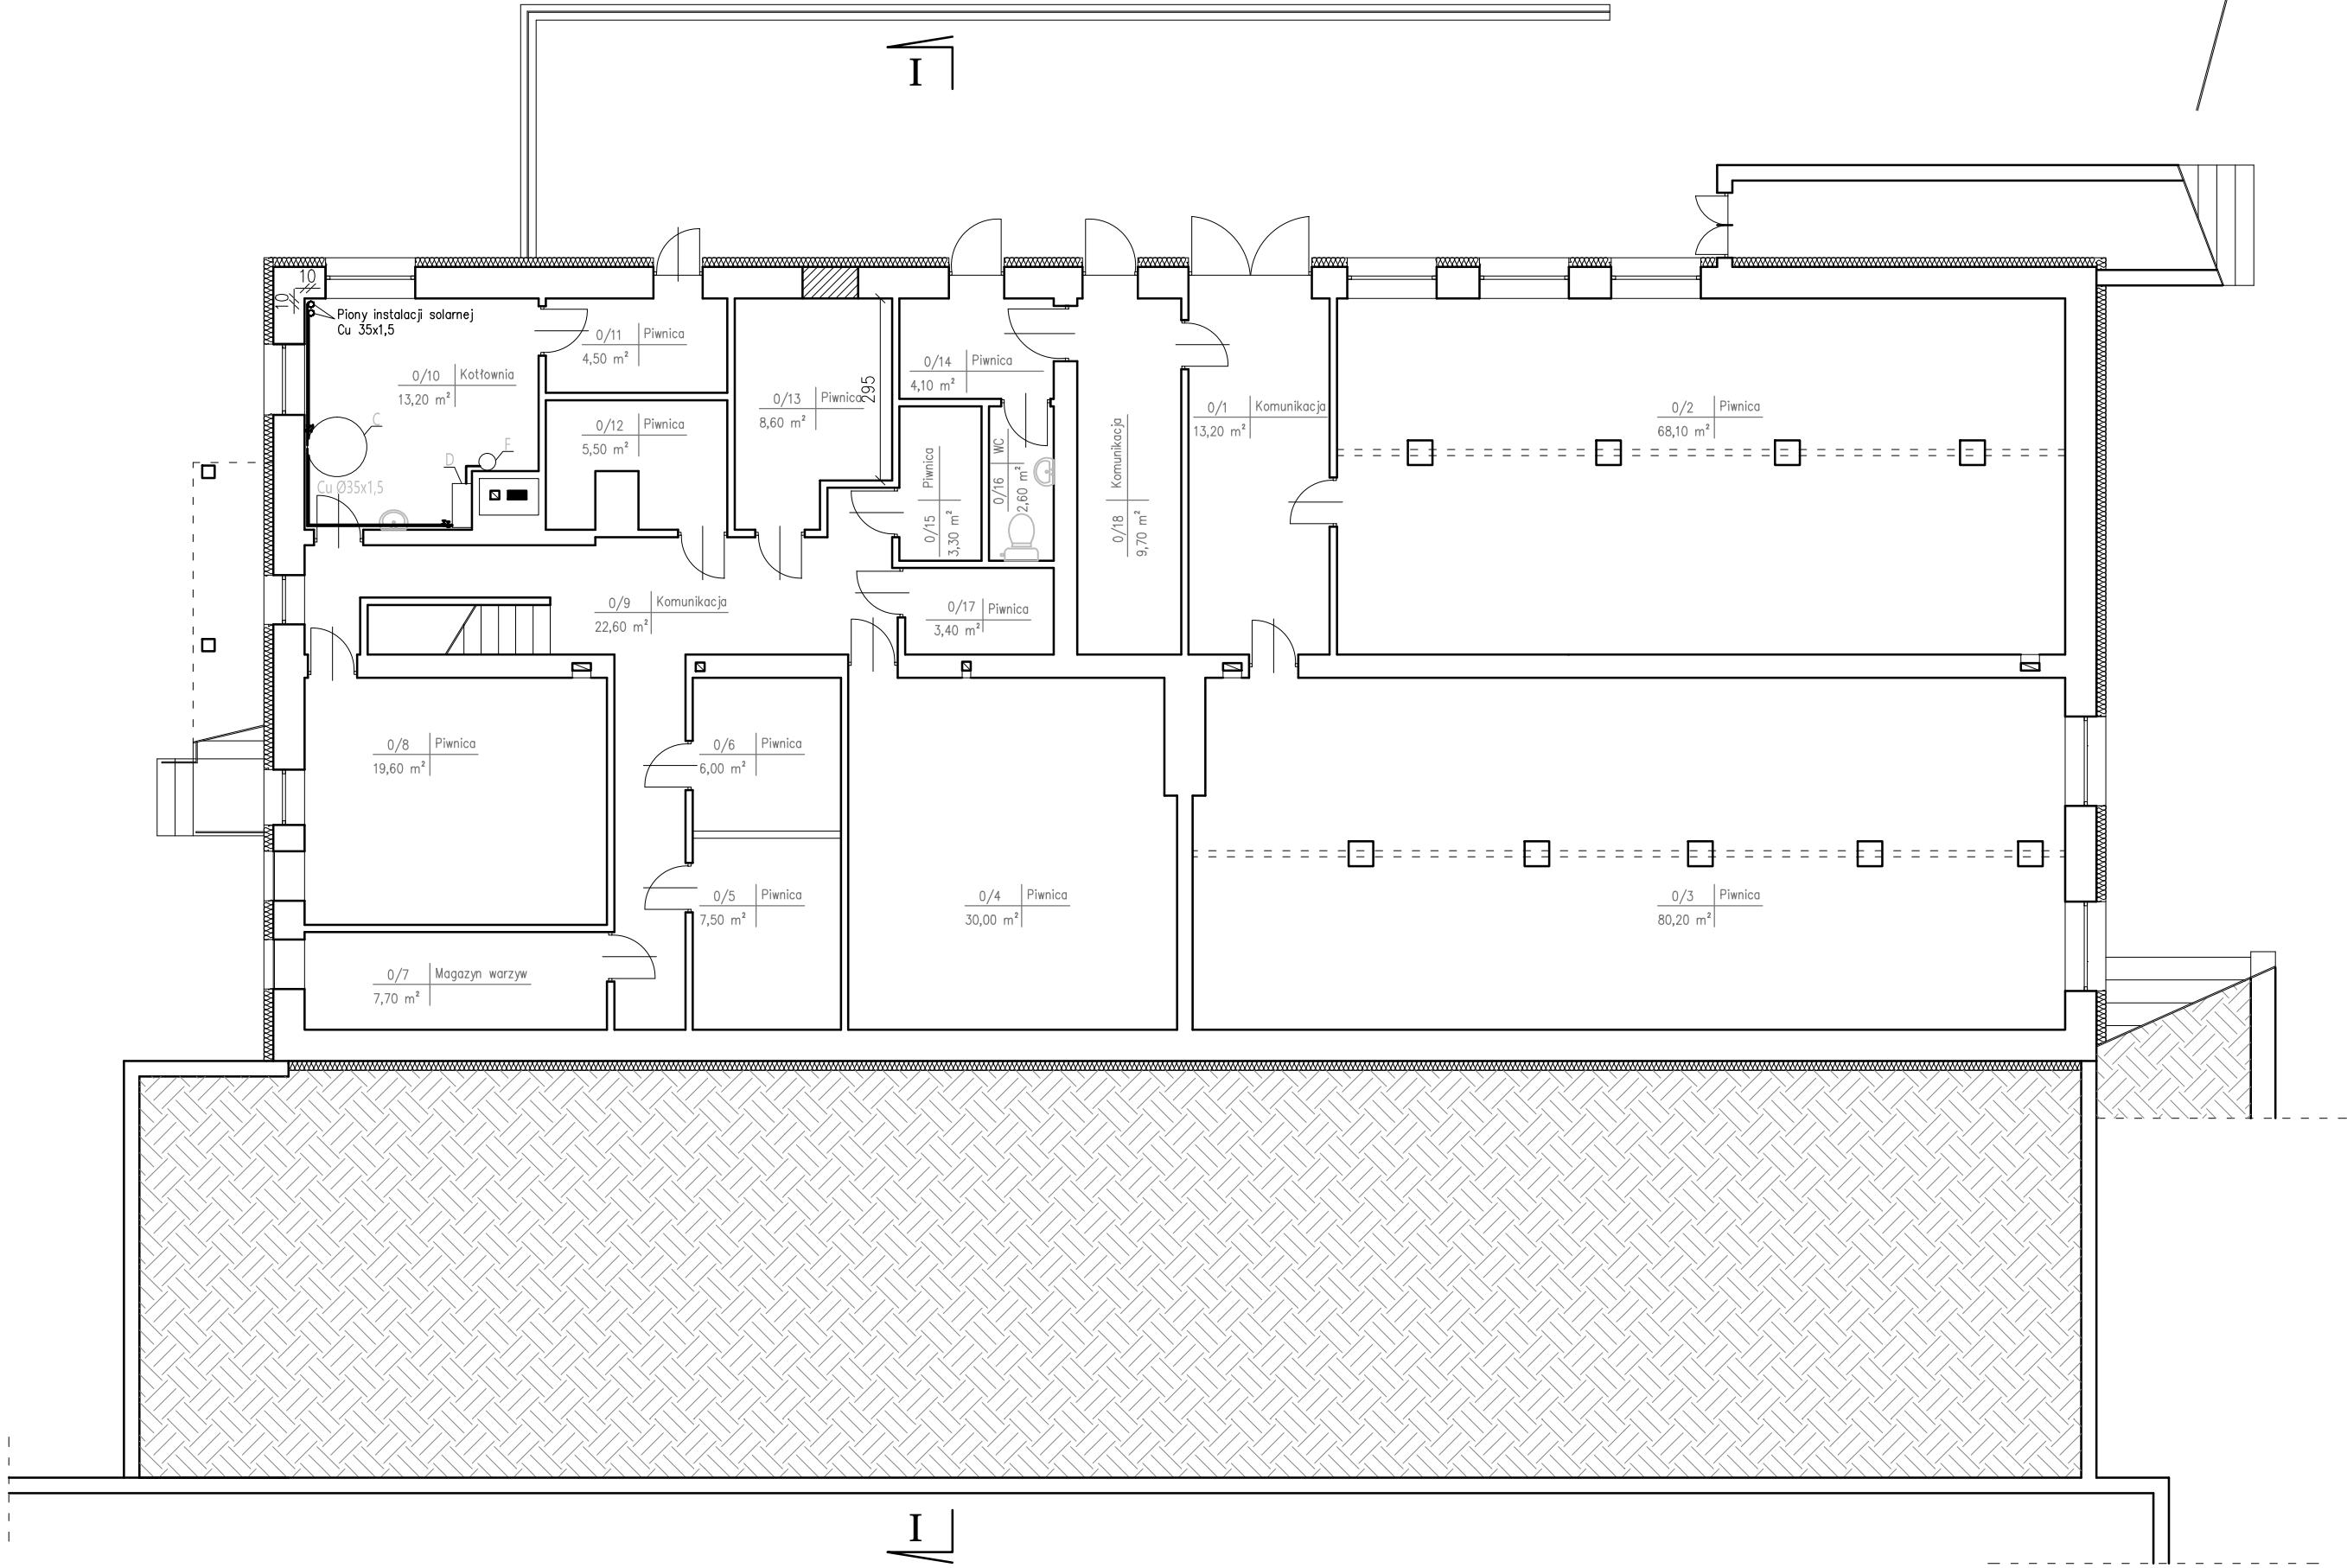 I
10
10
Piony instalacji solarnej
Cu 35x1,5
0/11 Piwnica
4,50 m²
0/10 Kotłownia
13,20 m²
0/14 Piwnica
4,10 m²
0/13 Piwnica
8,60 m²
295
0/12 Piwnica
5,50 m²
0/1 Komunikacja
13,20 m²
0/2 Piwnica
68,10 m²
C
D
F
Cu Ø35x1,5
0/15 Piwnica
3,30 m²
0/16 WC
2,60 m²
0/18 Komunikacja
9,70 m²
0/9 Komunikacja
22,60 m²
0/17 Piwnica
3,40 m²
0/8 Piwnica
19,60 m²
0/6 Piwnica
6,00 m²
0/5 Piwnica
7,50 m²
0/4 Piwnica
30,00 m²
0/3 Piwnica
80,20 m²
0/7 Magazyn warzyw
7,70 m²
I